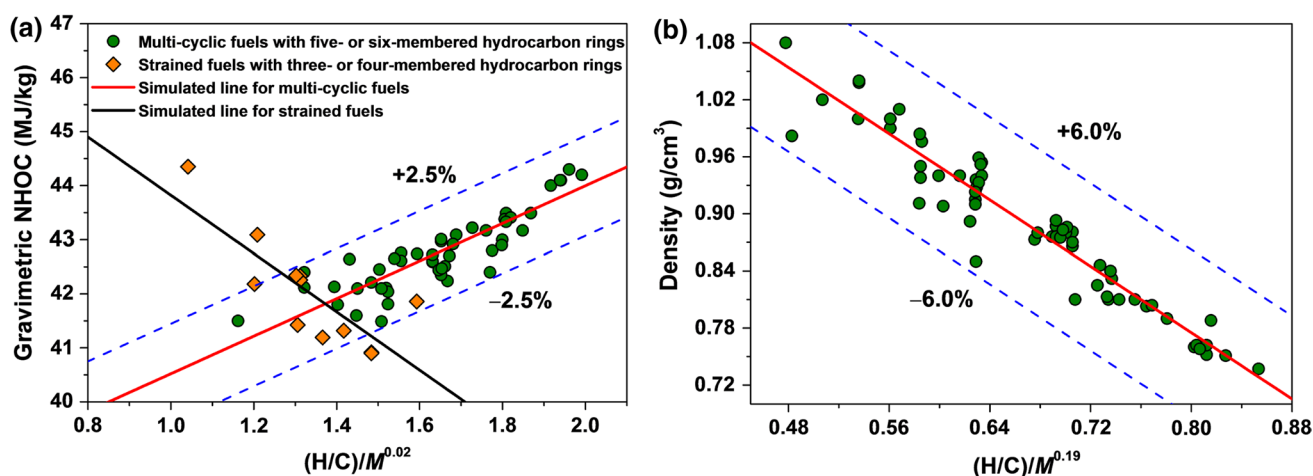 (a)
Multi-cyclic fuels with five- or six-membered hydrocarbon rings
Strained fuels with three- or four-membered hydrocarbon rings
Simulated line for multi-cyclic fuels
Simulated line for strained fuels
Gravimetric NHOC (MJ/kg)
47
46
45
44
43
42
41
40
+2.5%
−2.5%
0.8 1.0 1.2 1.4 1.6 1.8 2.0
(H/C)/M^0.02
(b)
Density (g/cm³)
1.08
1.02
0.96
0.90
0.84
0.78
0.72
+6.0%
−6.0%
0.48 0.56 0.64 0.72 0.80 0.88
(H/C)/M^0.19